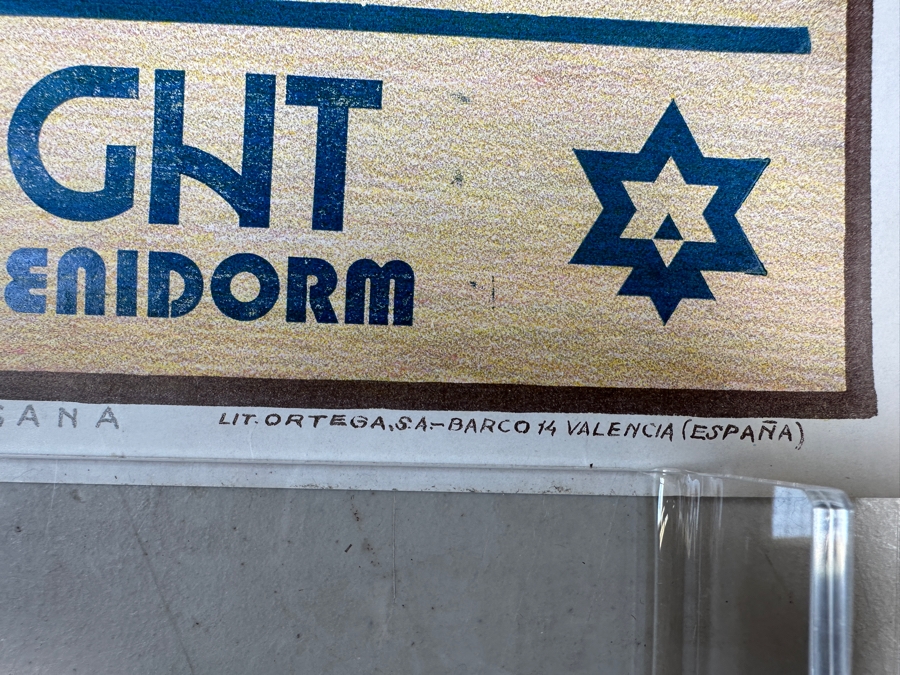 GHT
ENIDORM
SANA
LIT. ORTEGA, S.A.-BARCO 14 VALENCIA (ESPAÑA)